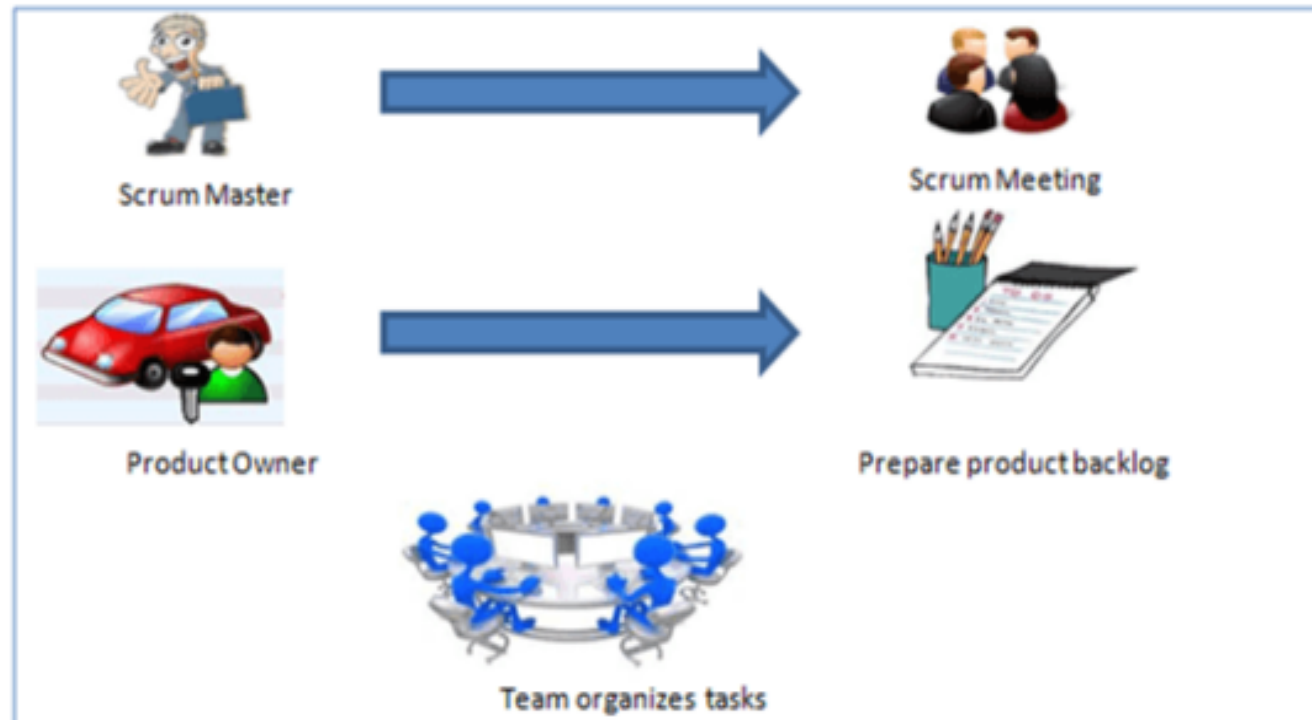 Scrum Master
Scrum Meeting
Product Owner
Prepare product backlog
Team organizes tasks